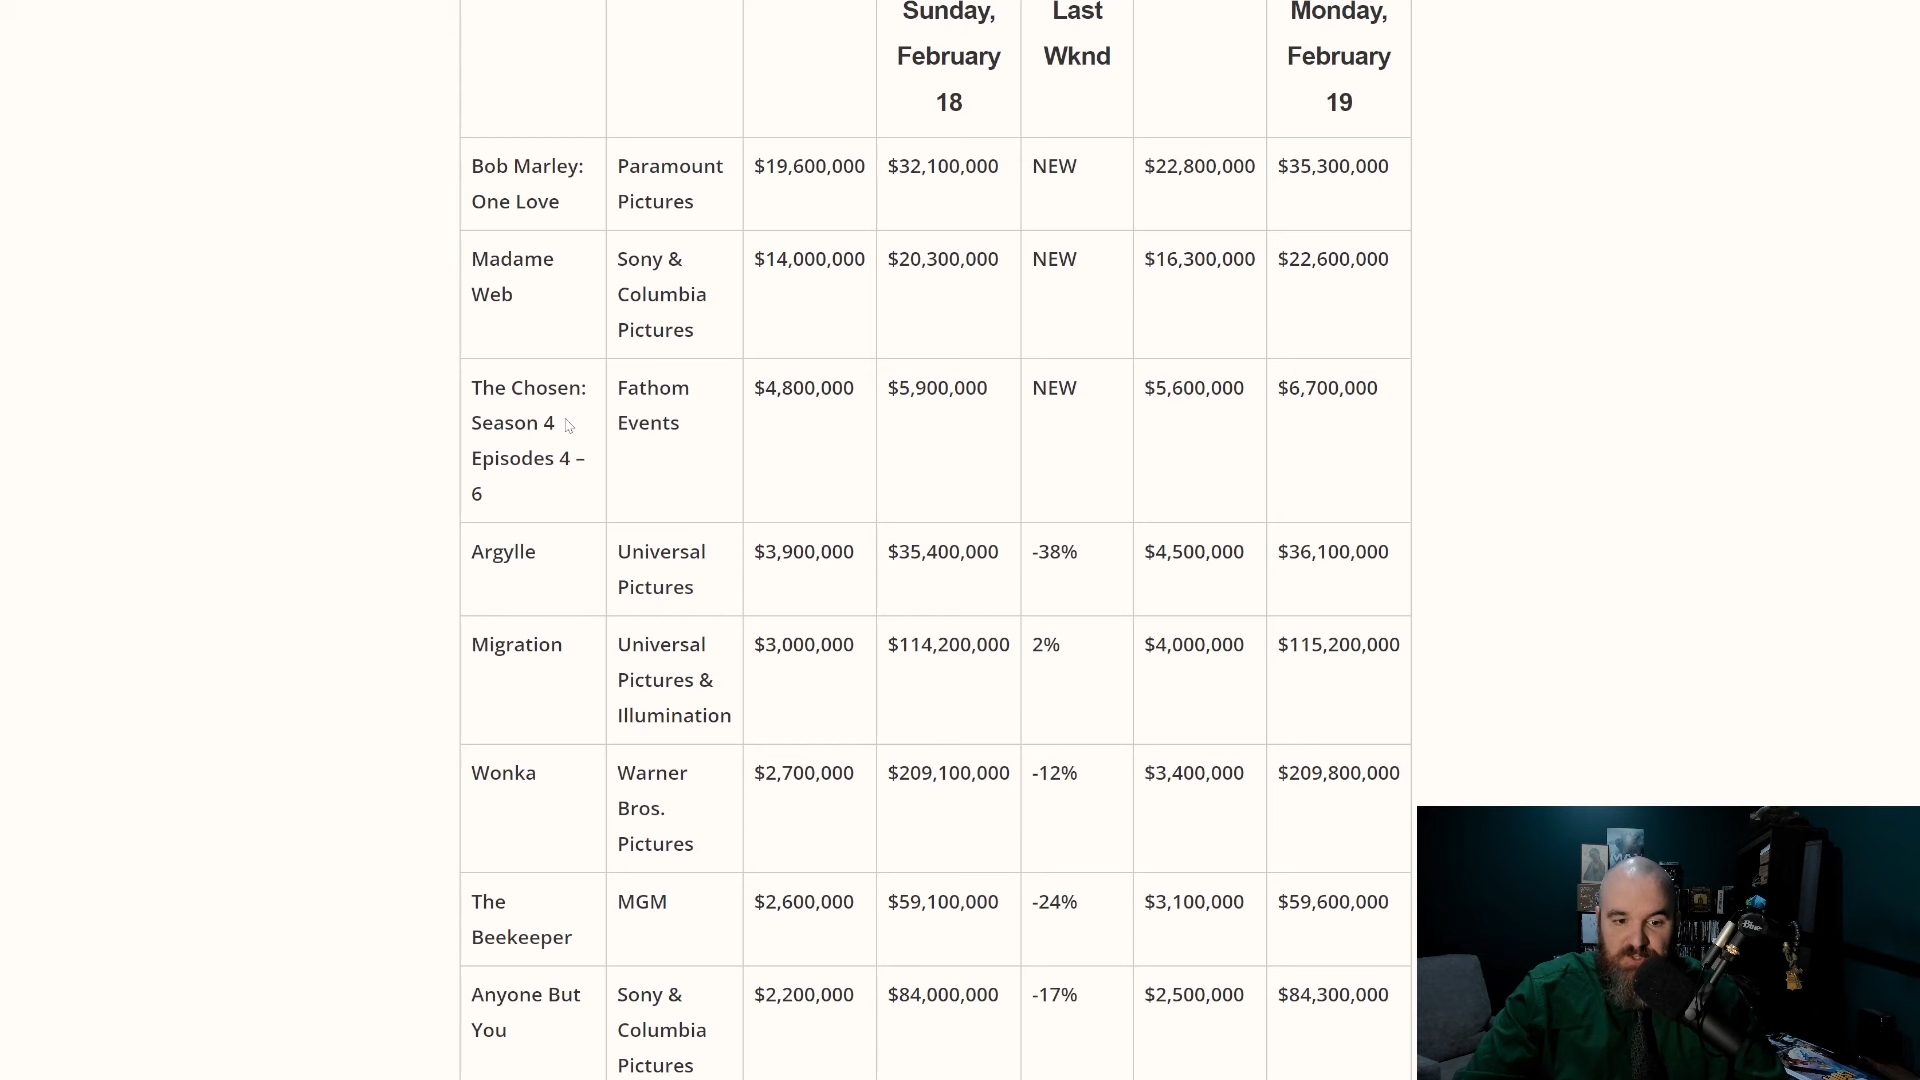 Sunday,
February
18
Last
Wknd
Monday,
February
19
Bob Marley:
One Love
Paramount
Pictures
$19,600,000
$32,100,000
NEW
$22,800,000
$35,300,000
Madame
Web
Sony &
Columbia
Pictures
$14,000,000
$20,300,000
NEW
$16,300,000
$22,600,000
The Chosen:
Season 4
Episodes 4 –
6
Fathom
Events
$4,800,000
$5,900,000
NEW
$5,600,000
$6,700,000
Argylle
Universal
Pictures
$3,900,000
$35,400,000
-38%
$4,500,000
$36,100,000
Migration
Universal
Pictures &
Illumination
$3,000,000
$114,200,000
2%
$4,000,000
$115,200,000
Wonka
Warner
Bros.
Pictures
$2,700,000
$209,100,000
-12%
$3,400,000
$209,800,000
The
Beekeeper
MGM
$2,600,000
$59,100,000
-24%
$3,100,000
$59,600,000
Anyone But
You
Sony &
Columbia
Pictures
$2,200,000
$84,000,000
-17%
$2,500,000
$84,300,000
Blue